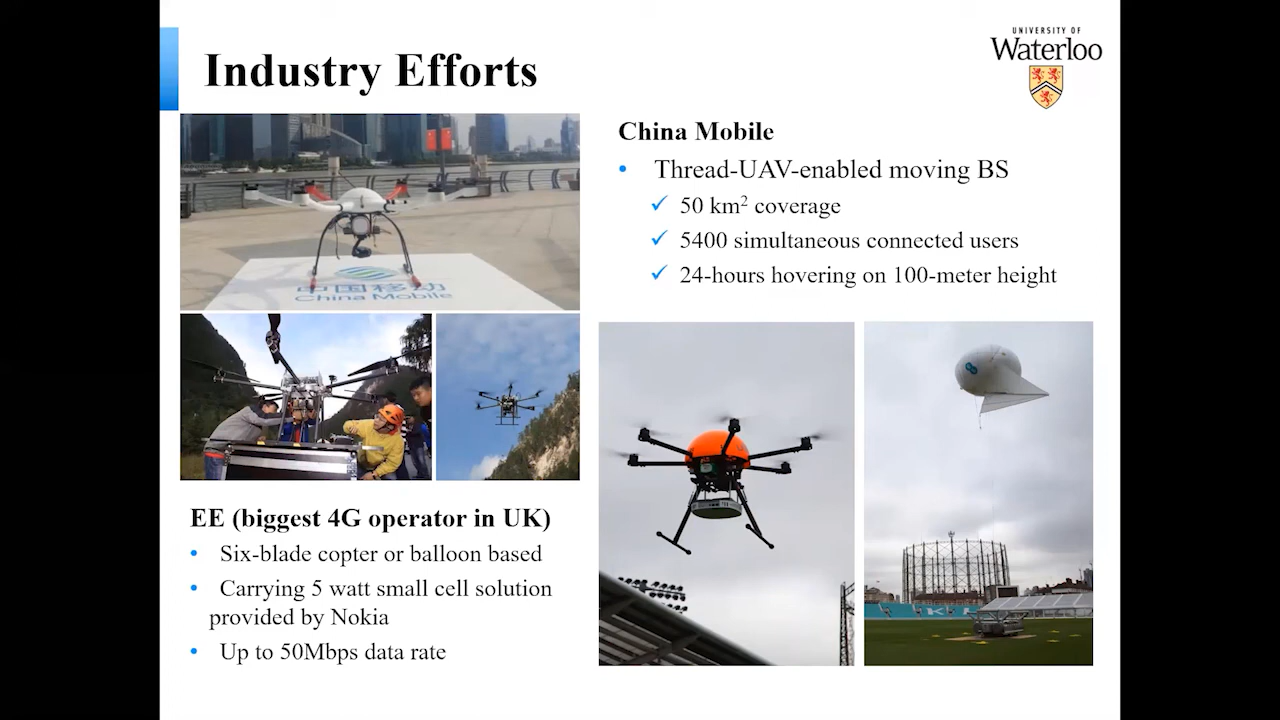 Industry Efforts
UNIVERSITY OF
Waterloo
中国移动
China Mobile
China Mobile
• Thread-UAV-enabled moving BS
✓ 50 km² coverage
✓ 5400 simultaneous connected users
✓ 24-hours hovering on 100-meter height
EE (biggest 4G operator in UK)
• Six-blade copter or balloon based
• Carrying 5 watt small cell solution
provided by Nokia
• Up to 50Mbps data rate